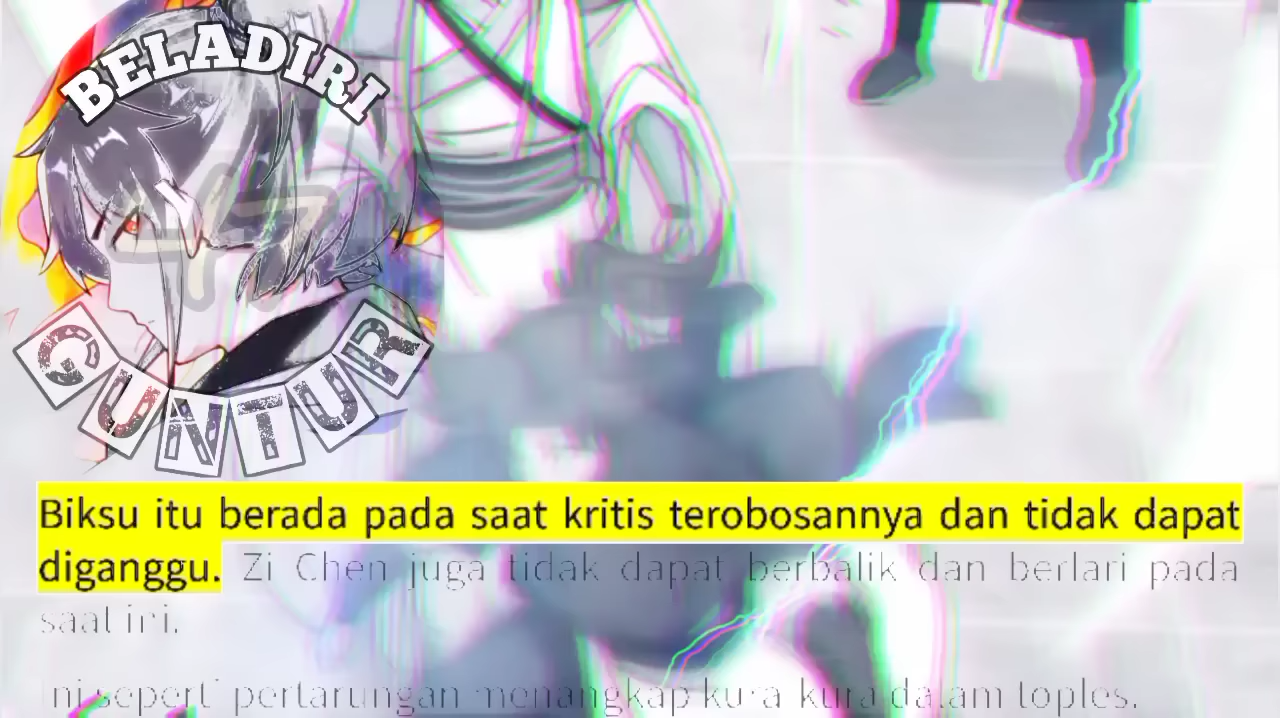 BELADIRI
GUNTUR
Biksu itu berada pada saat kritis terobosannya dan tidak dapat
diganggu. Zi Chen juga tidak dapat berbalik dan berlari pada
saat ini.
ini seperti pertarungan menangkap kura kura dalam toples.